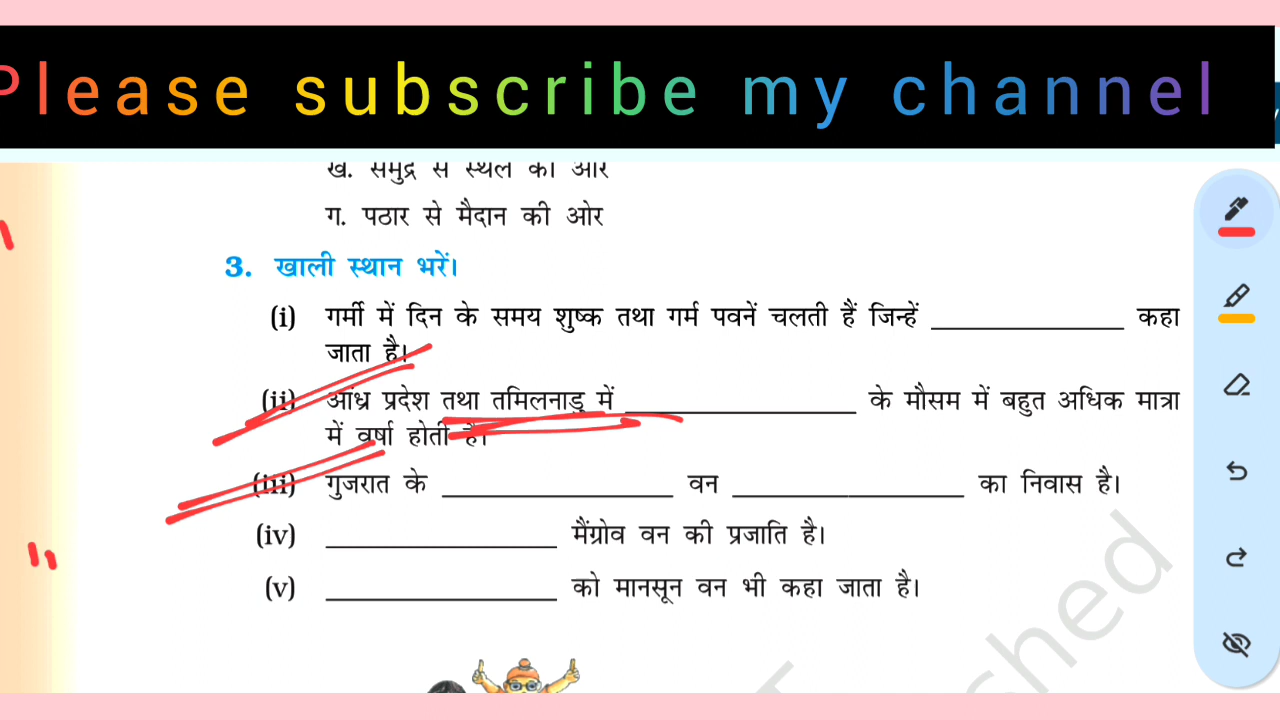 Please subscribe my channel
ख. समुद्र से स्थल की ओर
ग. पठार से मैदान की ओर
3. खाली स्थान भरें।
(i) गर्मी में दिन के समय शुष्क तथा गर्म पवनें चलती हैं जिन्हें ______________ कहा
जाता है।
(ii) आंध्र प्रदेश तथा तमिलनाडु में ________________ के मौसम में बहुत अधिक मात्रा
में वर्षा होती है।
(iii) गुजरात के ________________ वन ________________ का निवास है।
(iv) ________________ मैंग्रोव वन की प्रजाति है।
(v) ________________ को मानसून वन भी कहा जाता है।
shed